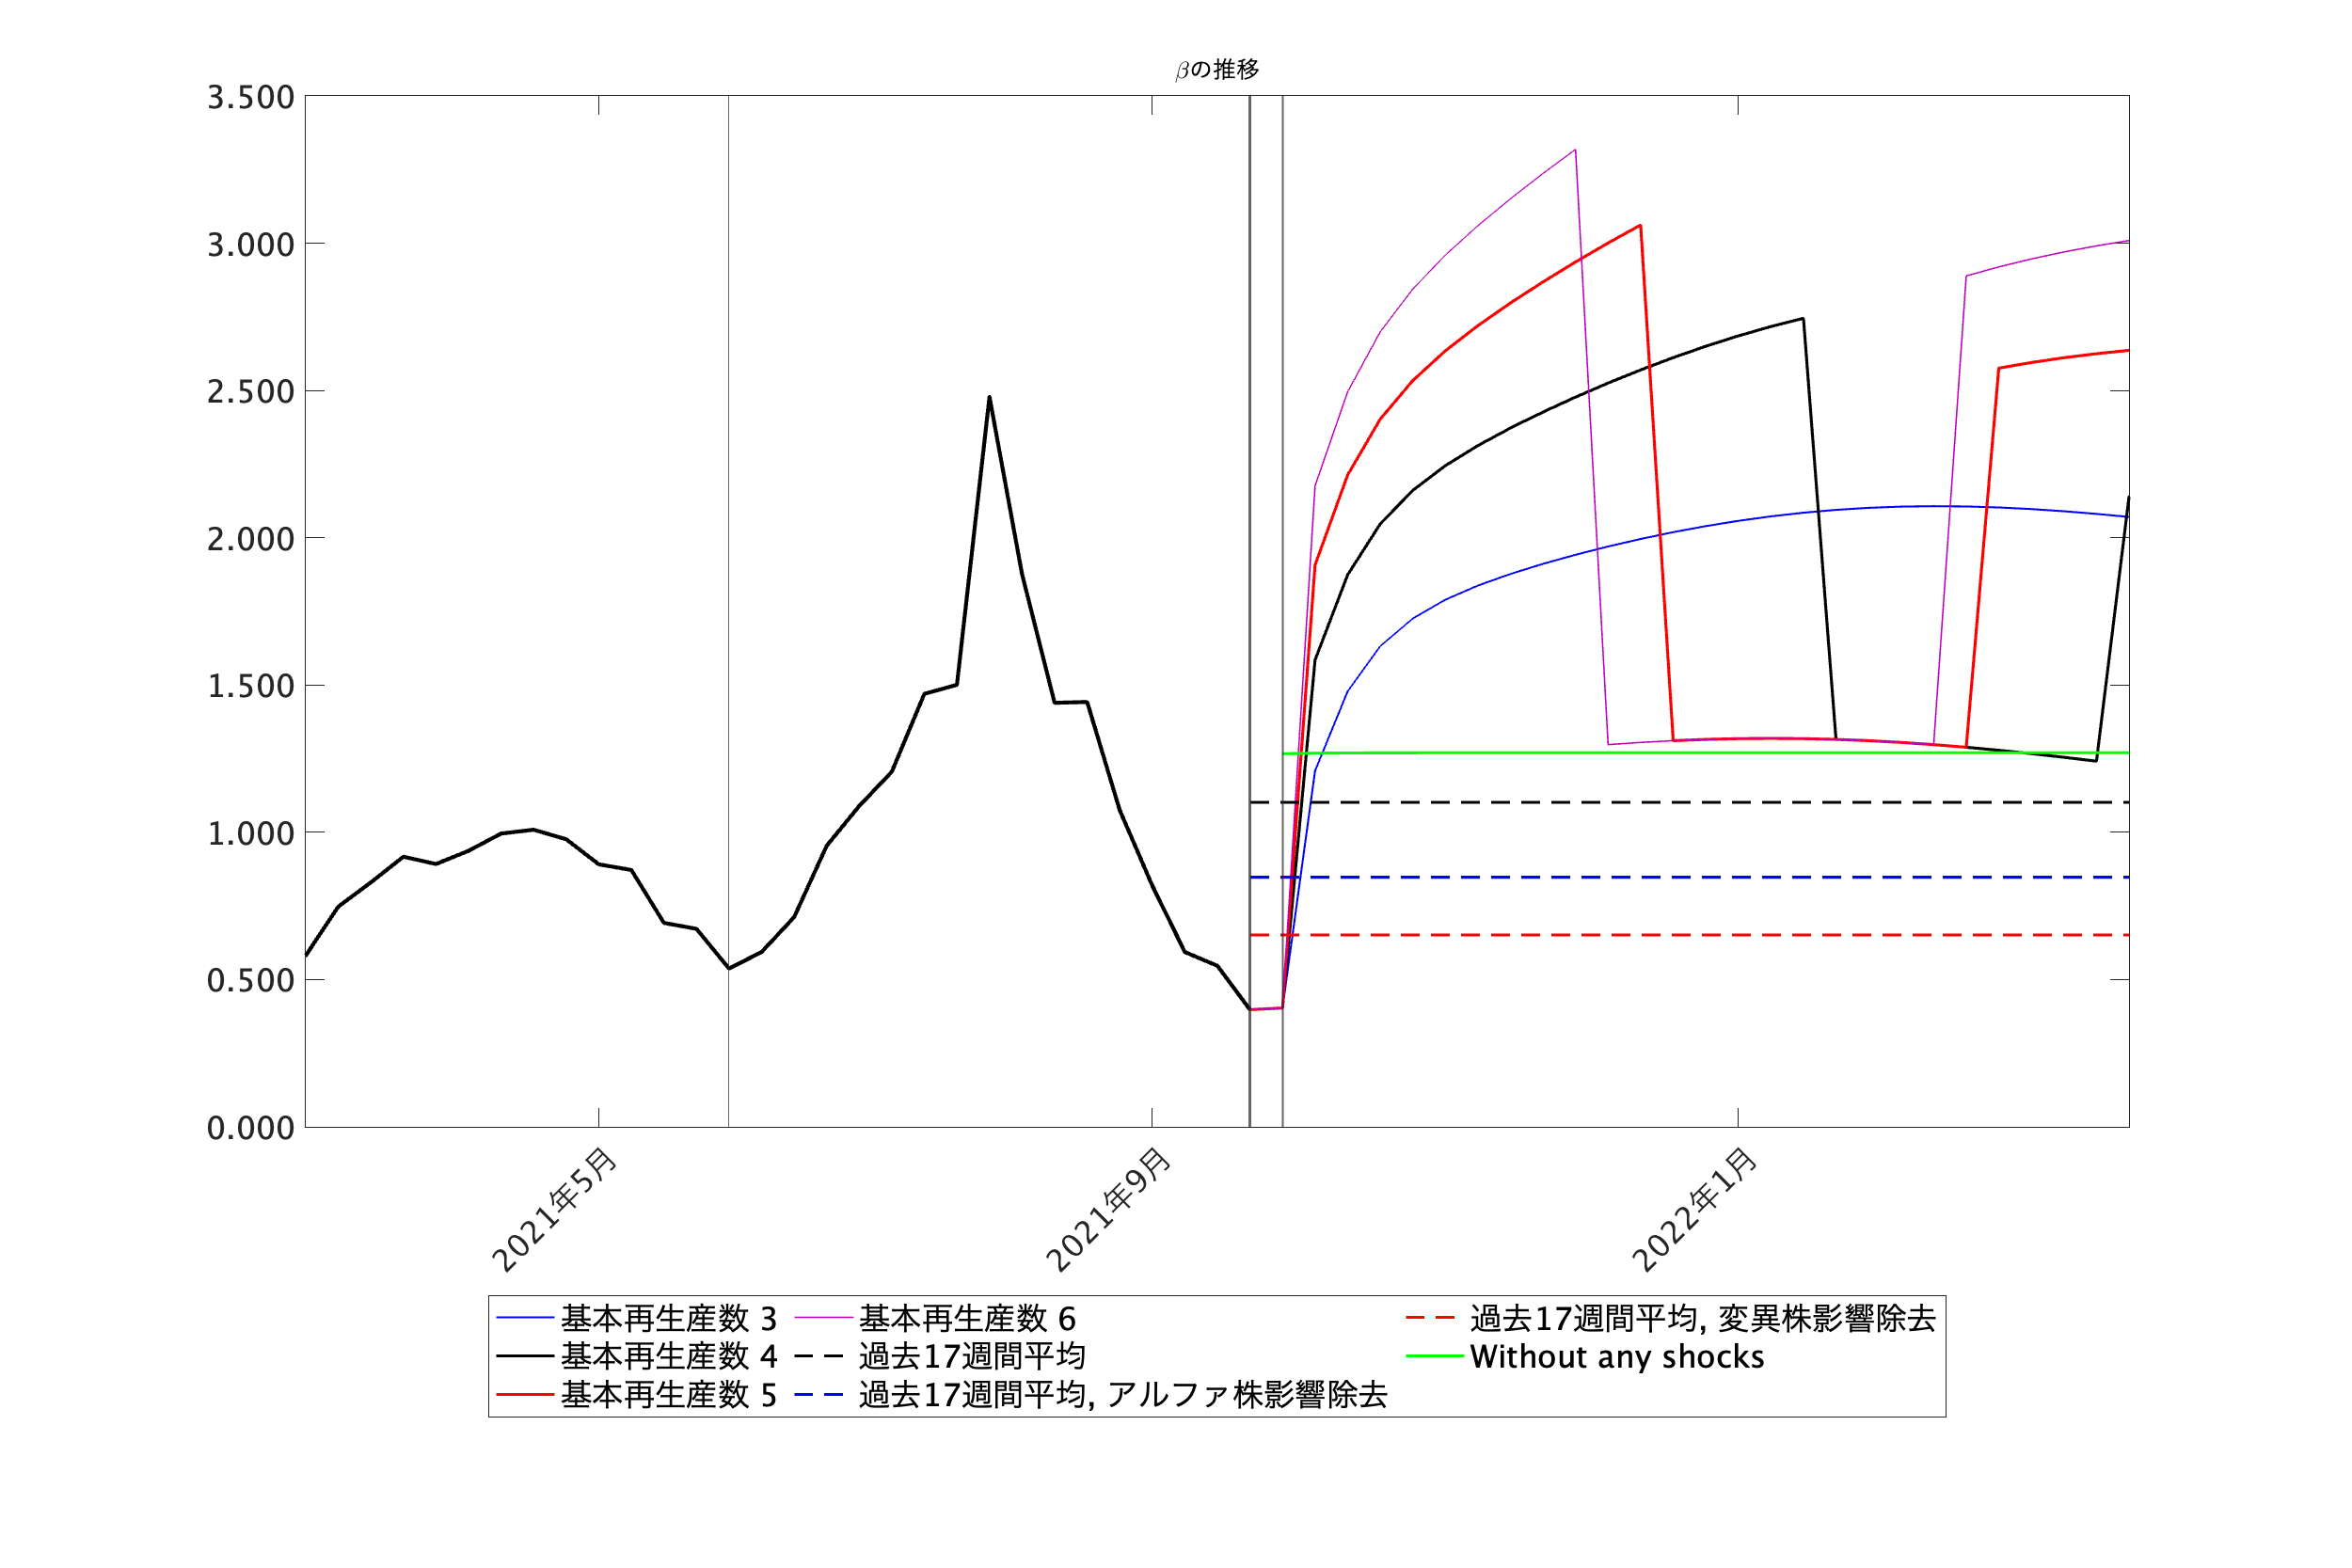 βの推移
3.500
3.000
2.500
2.000
1.500
1.000
0.500
0.000
2021年5月
2021年9月
2022年1月
基本再生産数 3
基本再生産数 4
基本再生産数 5
基本再生産数 6
過去17週間平均
過去17週間平均, アルファ株影響除去
過去17週間平均, 変異株影響除去
Without any shocks